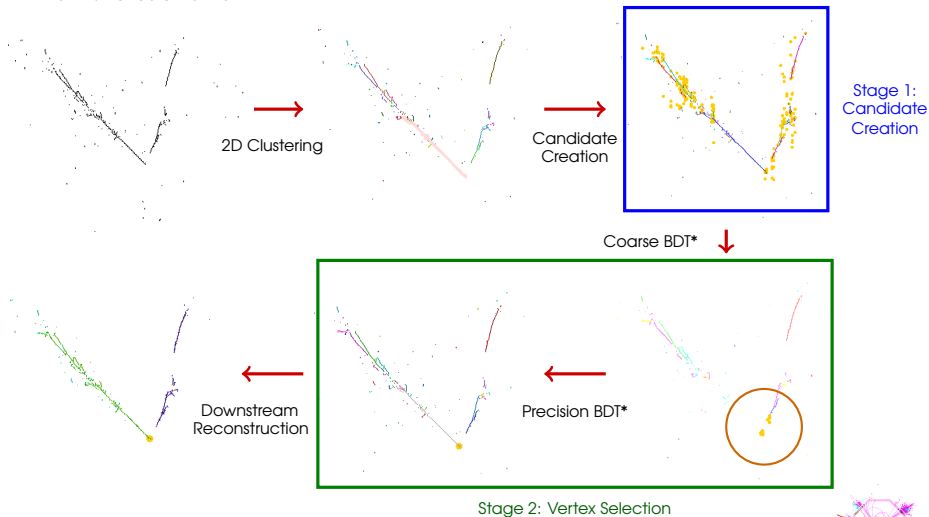 2D Clustering
Candidate
Creation
Stage 1:
Candidate
Creation
Coarse BDT*
Precision BDT*
Downstream
Reconstruction
Stage 2: Vertex Selection